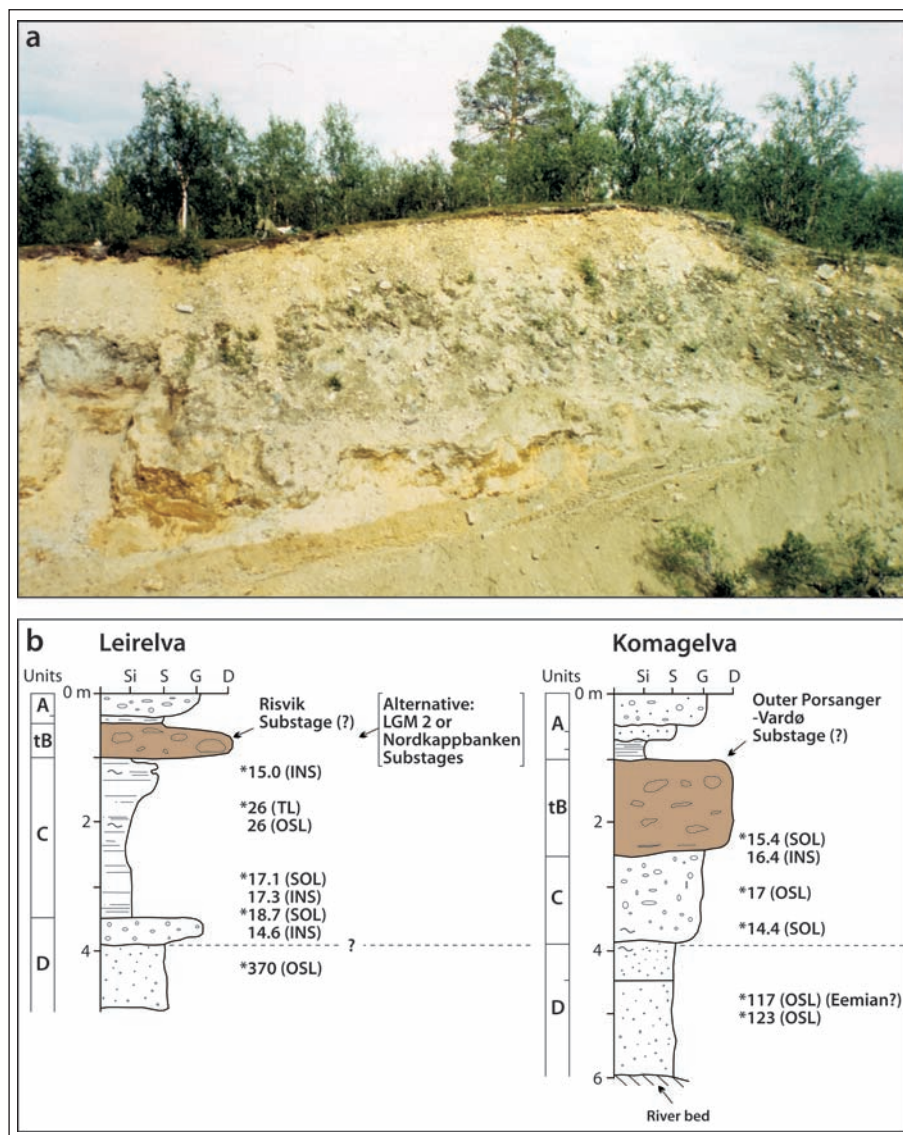 a
b
Leirelva
Units
Si
S
G
D
0 m
A
tB
C
D
2
4
Risvik
Substage (?)
Alternative:
LGM 2 or
Nordkappbanken
Substages
*15.0 (INS)
*26 (TL)
26 (OSL)
*17.1 (SOL)
17.3 (INS)
*18.7 (SOL)
14.6 (INS)
?
*370 (OSL)
Komagelva
Units
Si
S
G
D
0 m
A
tB
C
D
2
4
6
Outer Porsanger
-Vardø
Substage (?)
*15.4 (SOL)
16.4 (INS)
*17 (OSL)
*14.4 (SOL)
*117 (OSL) (Eemian?)
*123 (OSL)
River bed